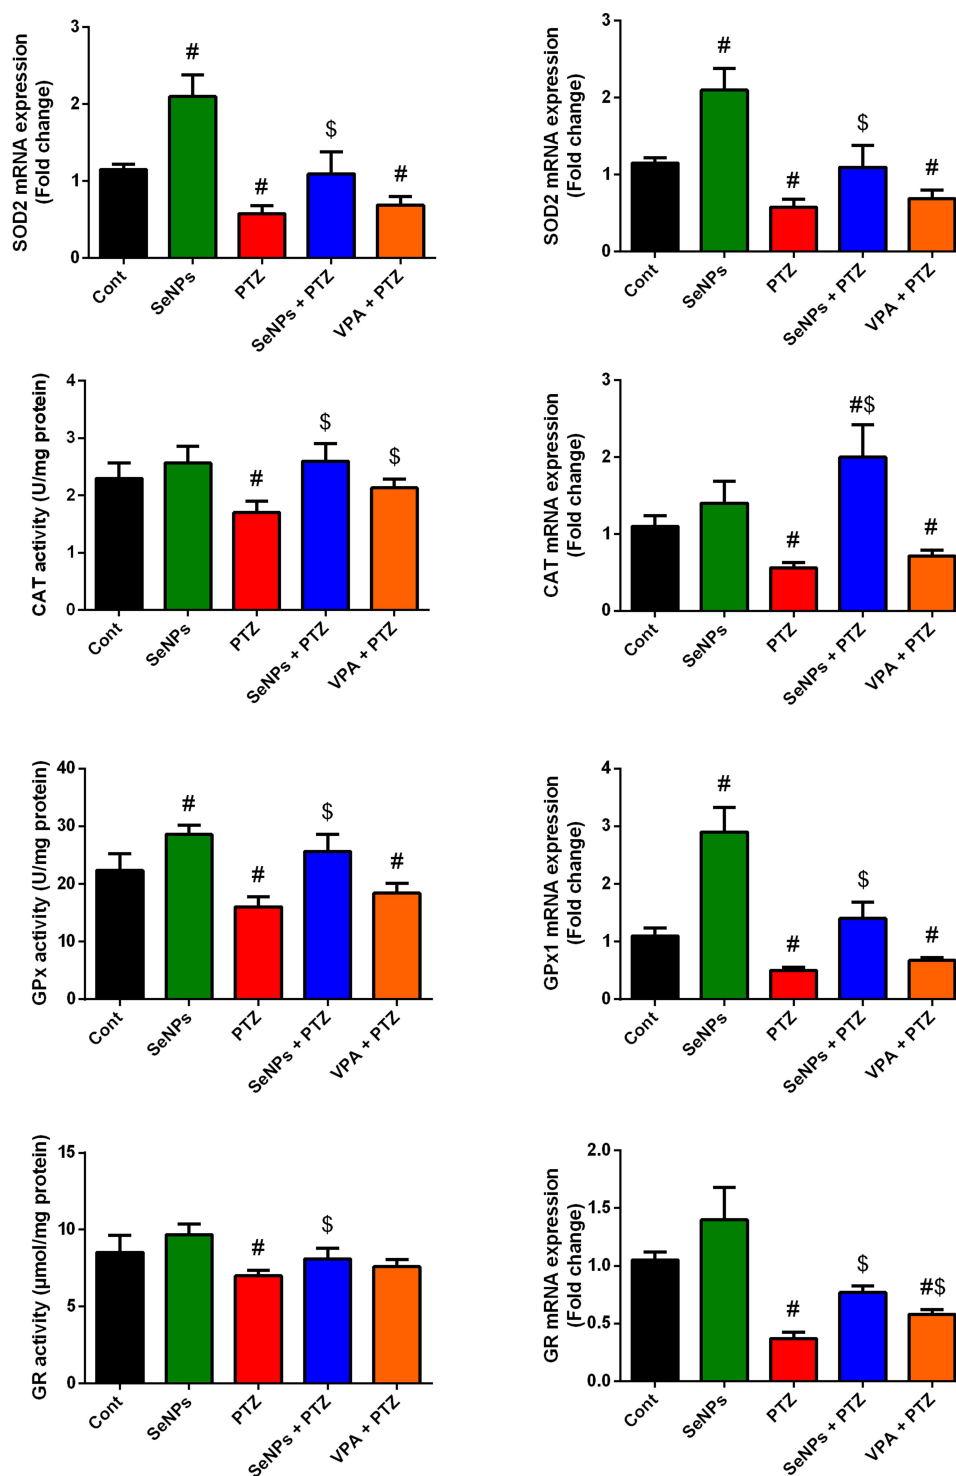 SOD2 mRNA expression
(Fold change)
3
2
1
0
#
#
$
#
Cont
SeNPs
PTZ
SeNPs + PTZ
VPA + PTZ
SOD2 mRNA expression
(Fold change)
3
2
1
0
#
#
$
#
Cont
SeNPs
PTZ
SeNPs + PTZ
VPA + PTZ
CAT activity (U/mg protein)
4
3
2
1
0
#
$
$
Cont
SeNPs
PTZ
SeNPs + PTZ
VPA + PTZ
CAT mRNA expression
(Fold change)
3
2
1
0
#
#$
#
Cont
SeNPs
PTZ
SeNPs + PTZ
VPA + PTZ
GPx activity (U/mg protein)
40
30
20
10
0
#
#
$
#
Cont
SeNPs
PTZ
SeNPs + PTZ
VPA + PTZ
GPx1 mRNA expression
(Fold change)
4
3
2
1
0
#
#
$
#
Cont
SeNPs
PTZ
SeNPs + PTZ
VPA + PTZ
GR activity (µmol/mg protein)
15
10
5
0
#
$
Cont
SeNPs
PTZ
SeNPs + PTZ
VPA + PTZ
GR mRNA expression
(Fold change)
2.0
1.5
1.0
0.5
0.0
#
$
#$
Cont
SeNPs
PTZ
SeNPs + PTZ
VPA + PTZ